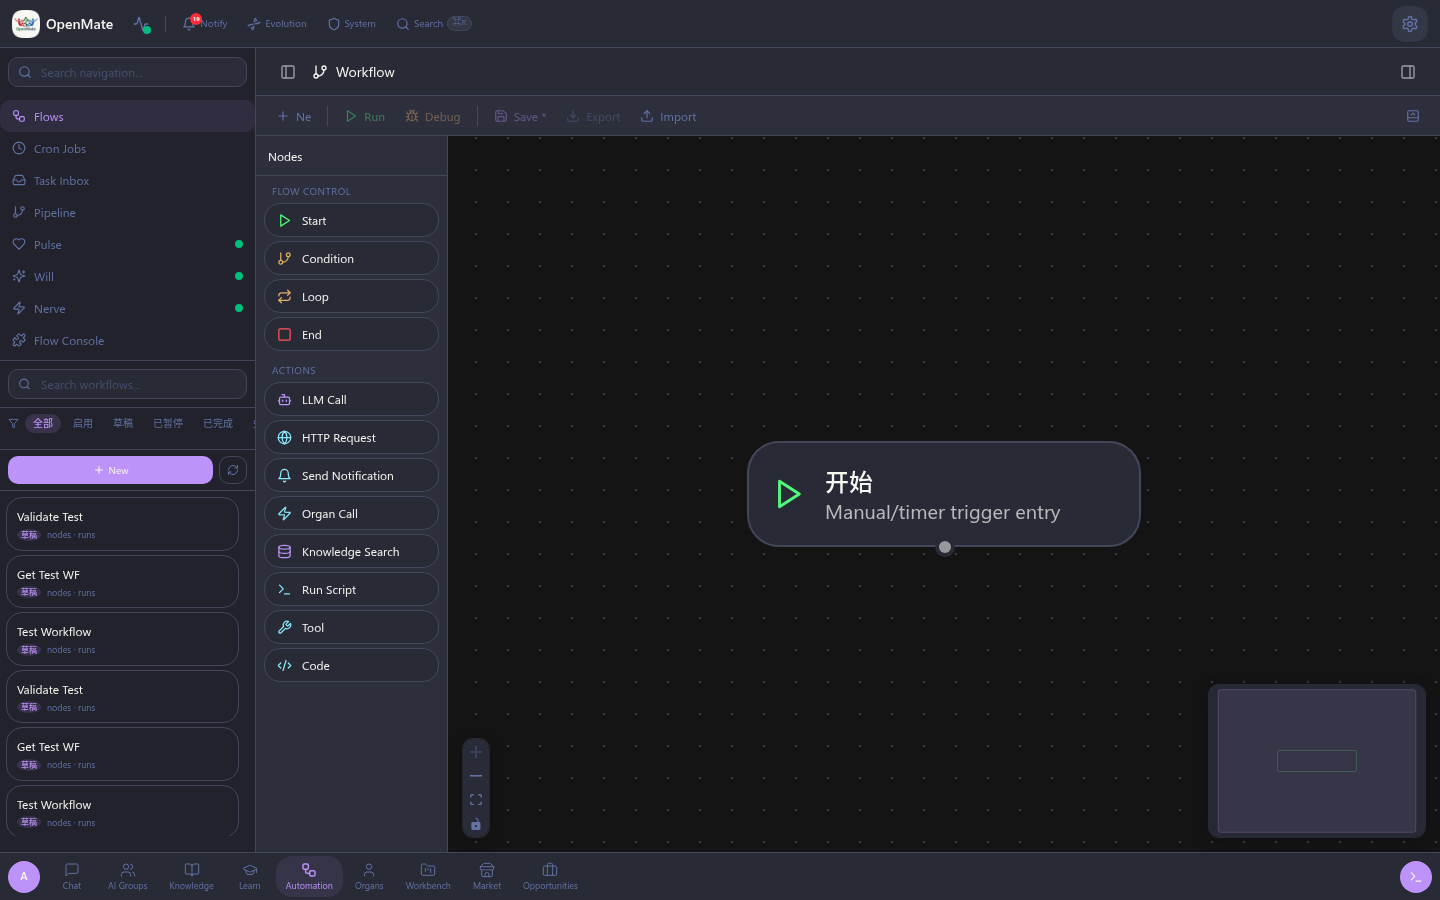 OpenMate
19
Notify
Evolution
System
Search ⌘K
Search navigation...
Flows
Cron Jobs
Task Inbox
Pipeline
Pulse
Will
Nerve
Flow Console
Search workflows...
全部 启用 草稿 已暂停 已完成
New
Validate Test
草稿 nodes · runs
Get Test WF
草稿 nodes · runs
Test Workflow
草稿 nodes · runs
Validate Test
草稿 nodes · runs
Get Test WF
草稿 nodes · runs
Test Workflow
草稿 nodes · runs
Workflow
Ne
Run
Debug
Save *
Export
Import
Nodes
FLOW CONTROL
Start
Condition
Loop
End
ACTIONS
LLM Call
HTTP Request
Send Notification
Organ Call
Knowledge Search
Run Script
Tool
Code
开始
Manual/timer trigger entry
A
Chat
AI Groups
Knowledge
Learn
Automation
Organs
Workbench
Market
Opportunities